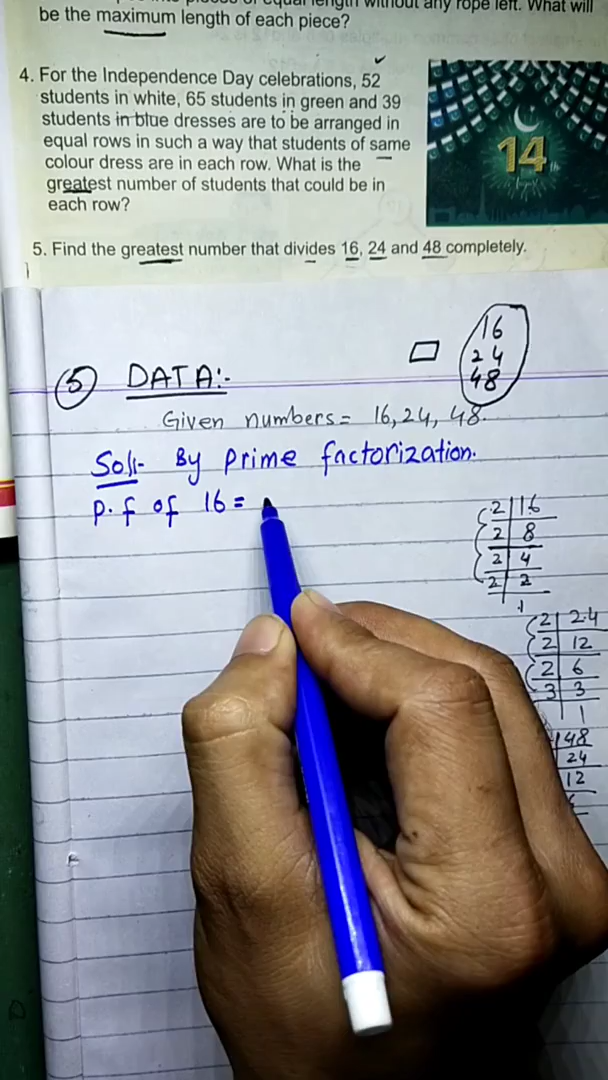 be the maximum length of each piece?
4. For the Independence Day celebrations, 52
students in white, 65 students in green and 39
students in blue dresses are to be arranged in
equal rows in such a way that students of same
colour dress are in each row. What is the
greatest number of students that could be in
each row?
14
5. Find the greatest number that divides 16, 24 and 48 completely.
16
24
48
(5) DATA:-
Given numbers= 16,24, 48.
Sol:- By prime factorization.
p.f of 16 =
2 | 16
2 | 8
2 | 4
2 | 2
1
2 | 24
2 | 12
2 | 6
3 | 3
1
48
24
12